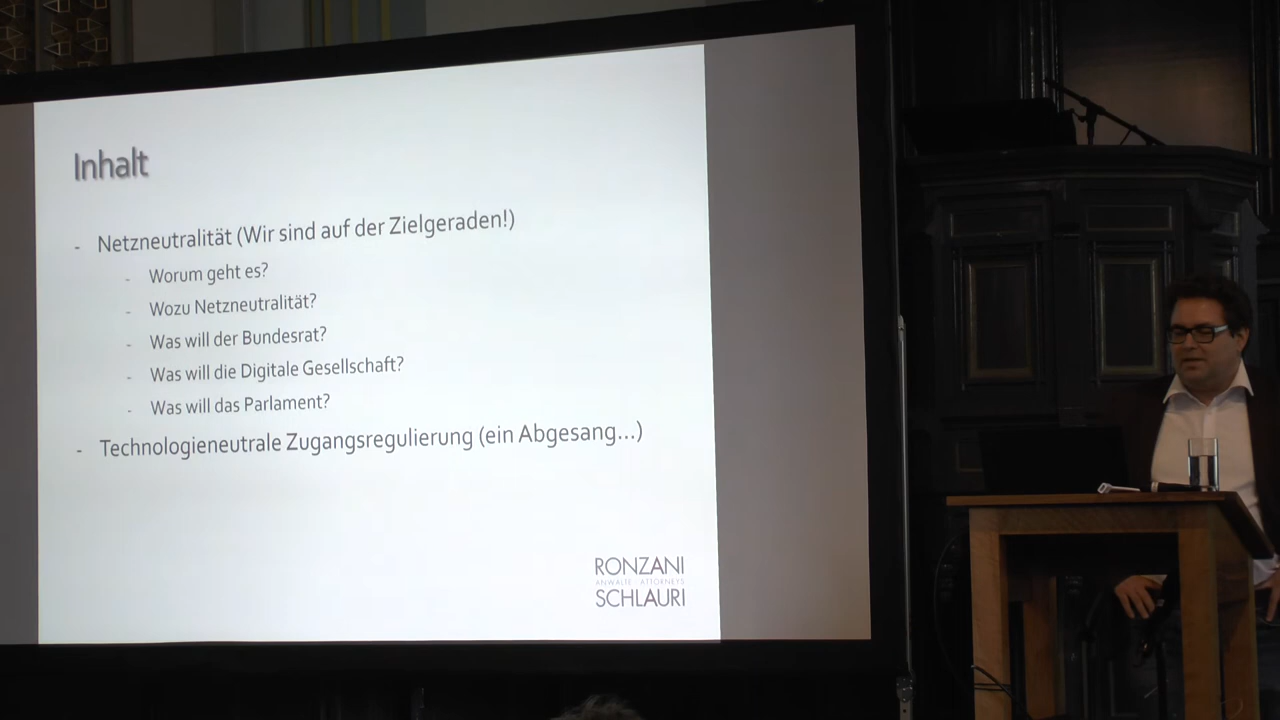 Inhalt
- Netzneutralität (Wir sind auf der Zielgeraden!)
- Worum geht es?
- Wozu Netzneutralität?
- Was will der Bundesrat?
- Was will die Digitale Gesellschaft?
- Was will das Parlament?
- Technologieneutrale Zugangsregulierung (ein Abgesang...)
RONZANI
ANWÄLTE · ATTORNEYS
SCHLAURI